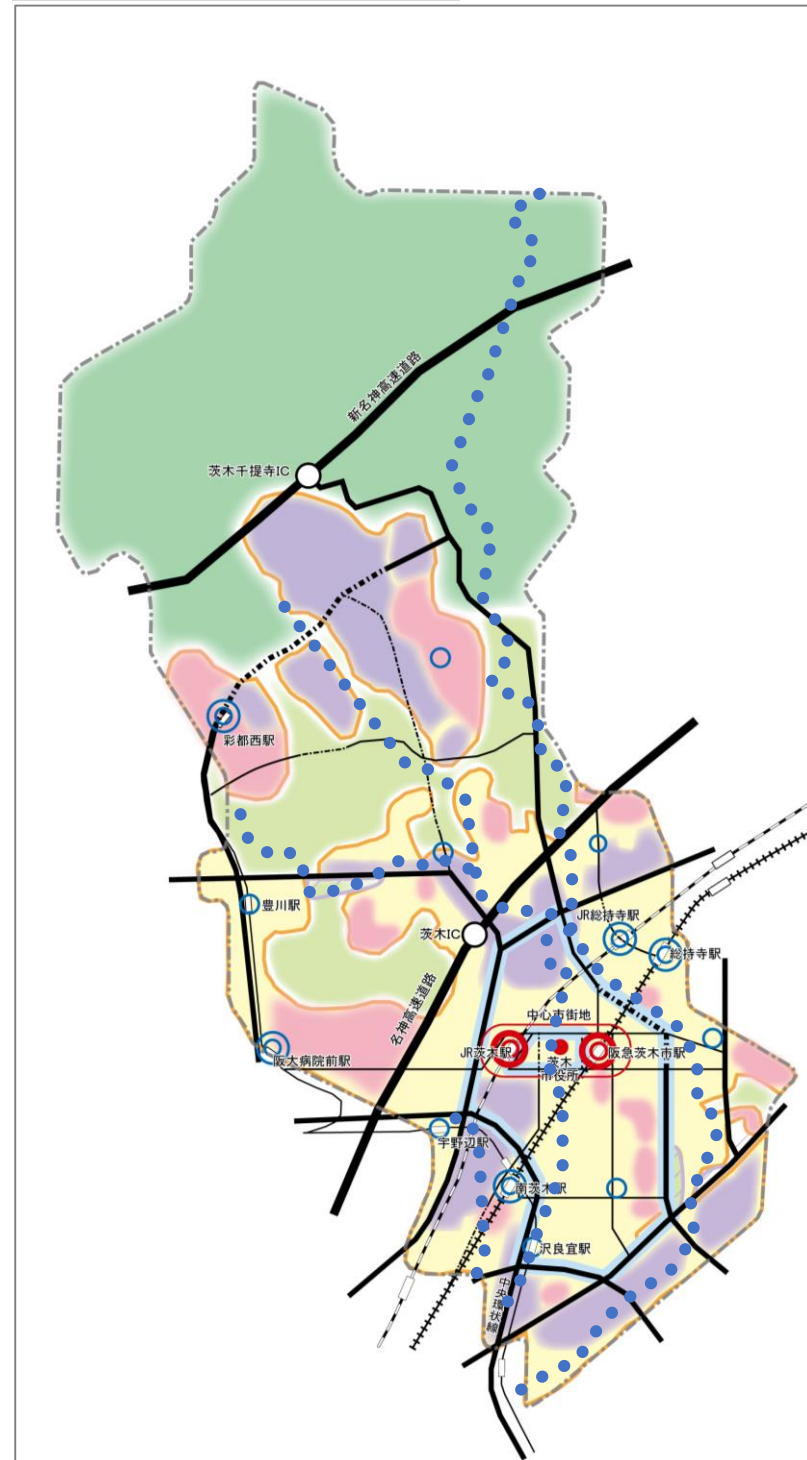 新名神高速道路
茨木千提寺IC
彩都西駅
豊川駅
茨木IC
JR総持寺駅
総持寺駅
名神高速道路
中心市街地
JR茨木駅
茨木
市役所
阪急茨木市駅
阪大病院前駅
宇野辺駅
南茨木駅
沢良宜駅
中央環状線